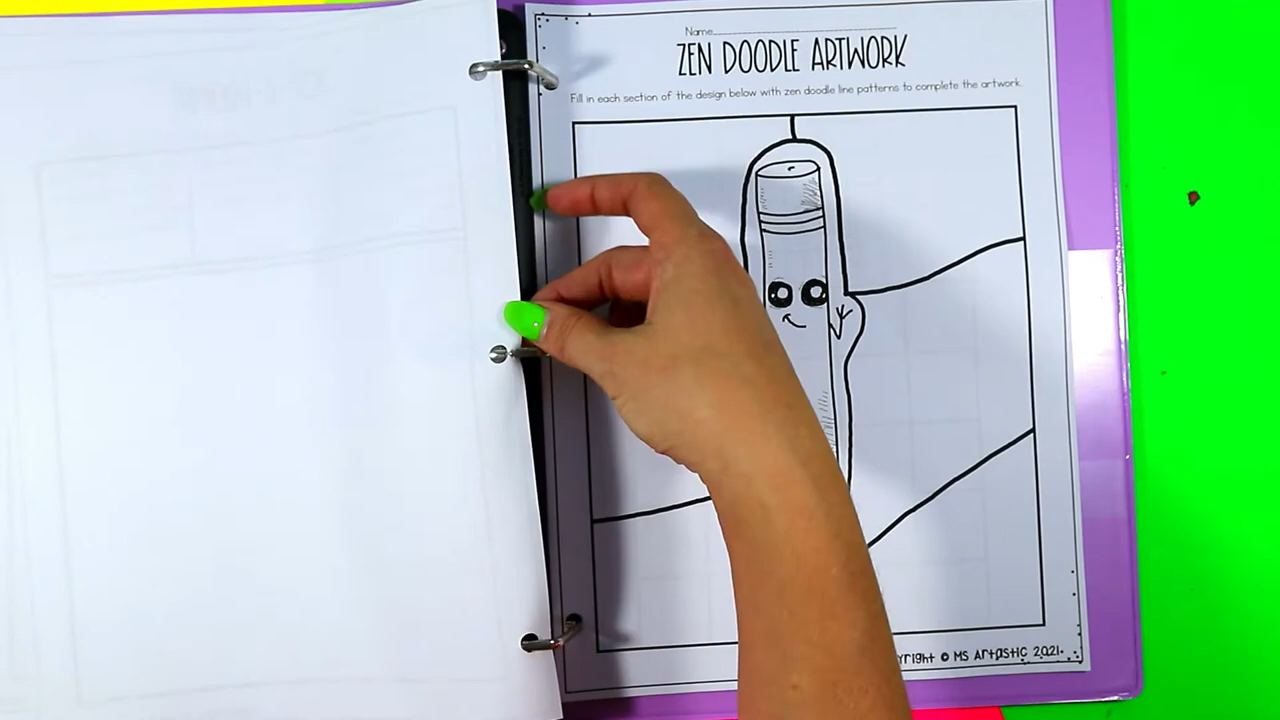 Name
ZEN DOODLE ARTWORK
Fill in each section of the design below with zen doodle line patterns to complete the artwork.
© MS ARTASTIC 2021.